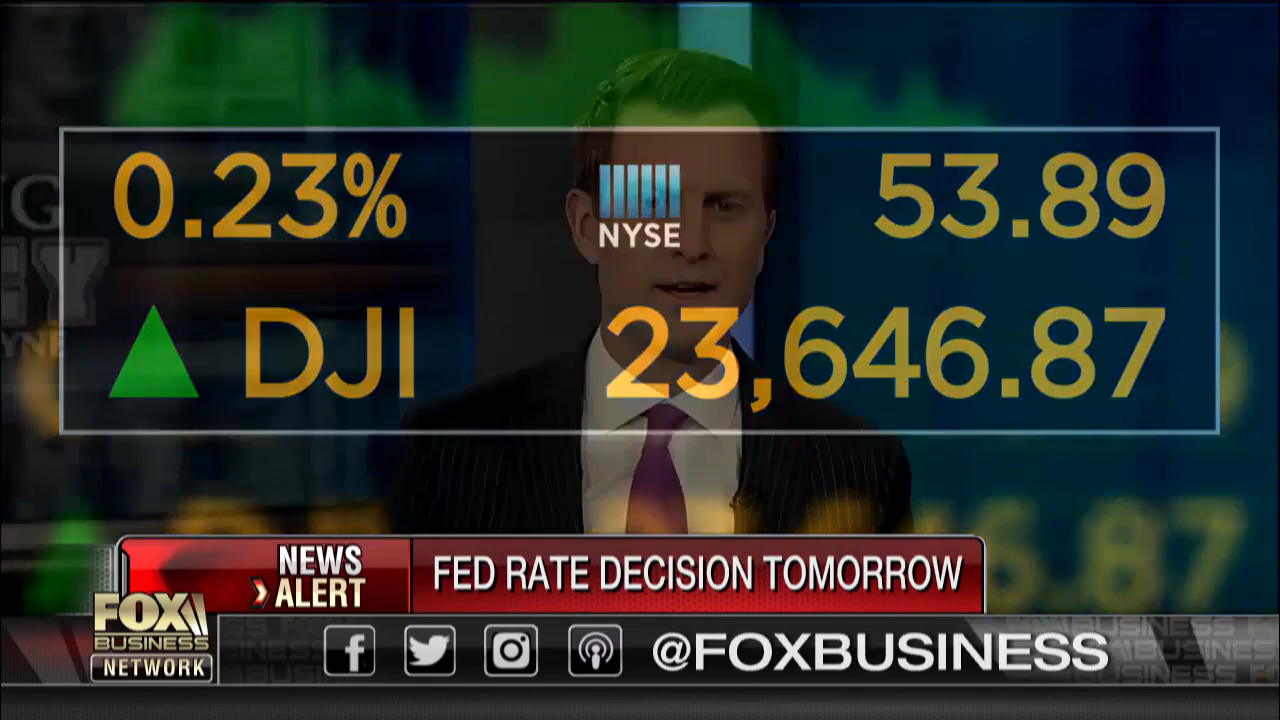 0.23%
NYSE
53.89
DJI
23,646.87
NEWS
ALERT
FED RATE DECISION TOMORROW
FOX
BUSINESS
NETWORK
@FOXBUSINESS